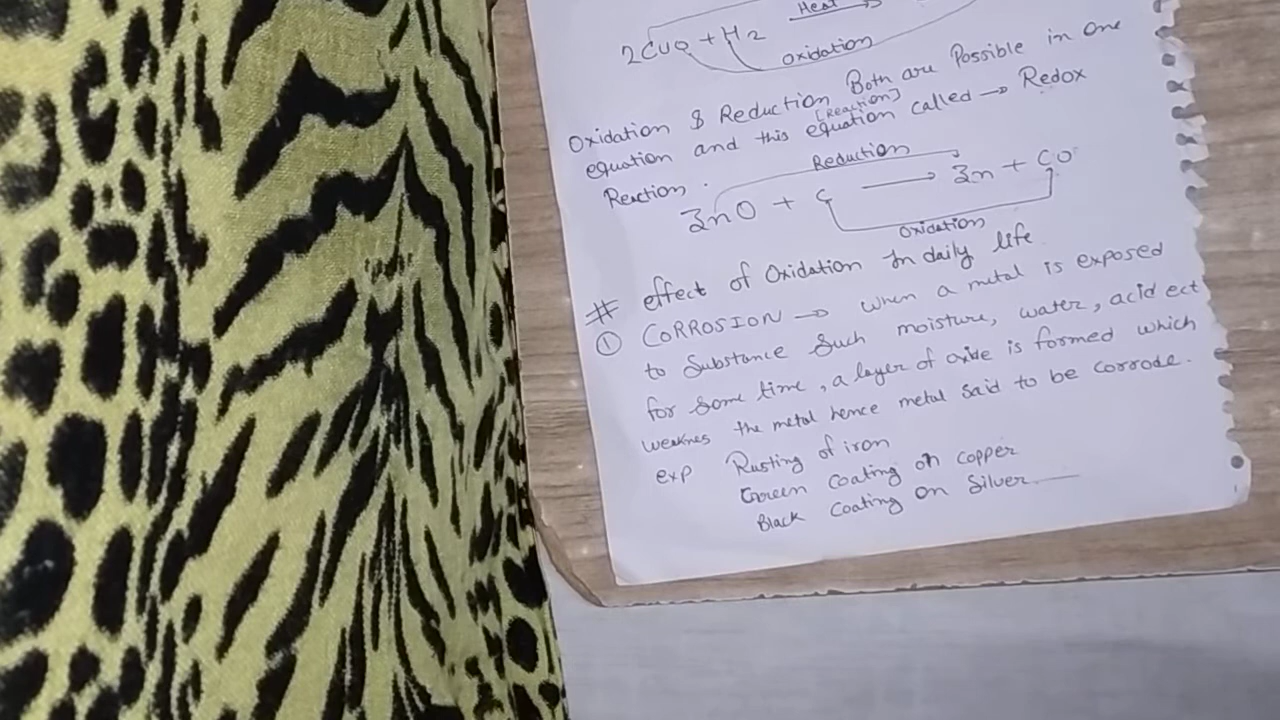 Heat
2CuO + H2
Oxidation
Oxidation & Reduction Both are Possible in one
equation and this equation called → Redox
[Reaction]
Reaction.
Reduction
ZnO + C → Zn + CO
Oxidation
# effect of Oxidation In daily life
① CORROSION → when a metal is exposed
to Substance Such moisture, water, acid ect
for Some time, a layer of oxide is formed which
weaknes the metal hence metal said to be corrode.
exp Rusting of iron
Green coating on copper
Black coating on Silver